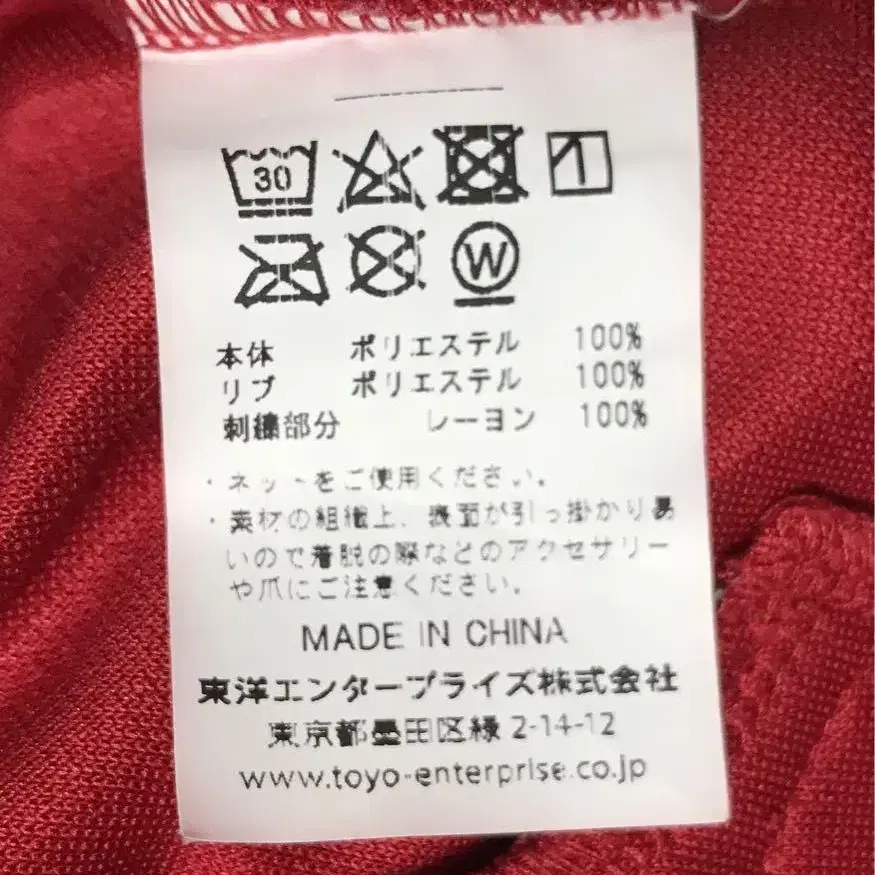 30
W
本体 ポリエステル 100%
リブ ポリエステル 100%
刺繍部分 レーヨン 100%
・ネットをご使用ください。
・素材の組織上、表面が引っ掛かり易
いので着脱の際などのアクセサリー
や爪にご注意ください。
MADE IN CHINA
東洋エンタープライズ株式会社
東京都墨田区緑 2-14-12
www.toyo-enterprise.co.jp